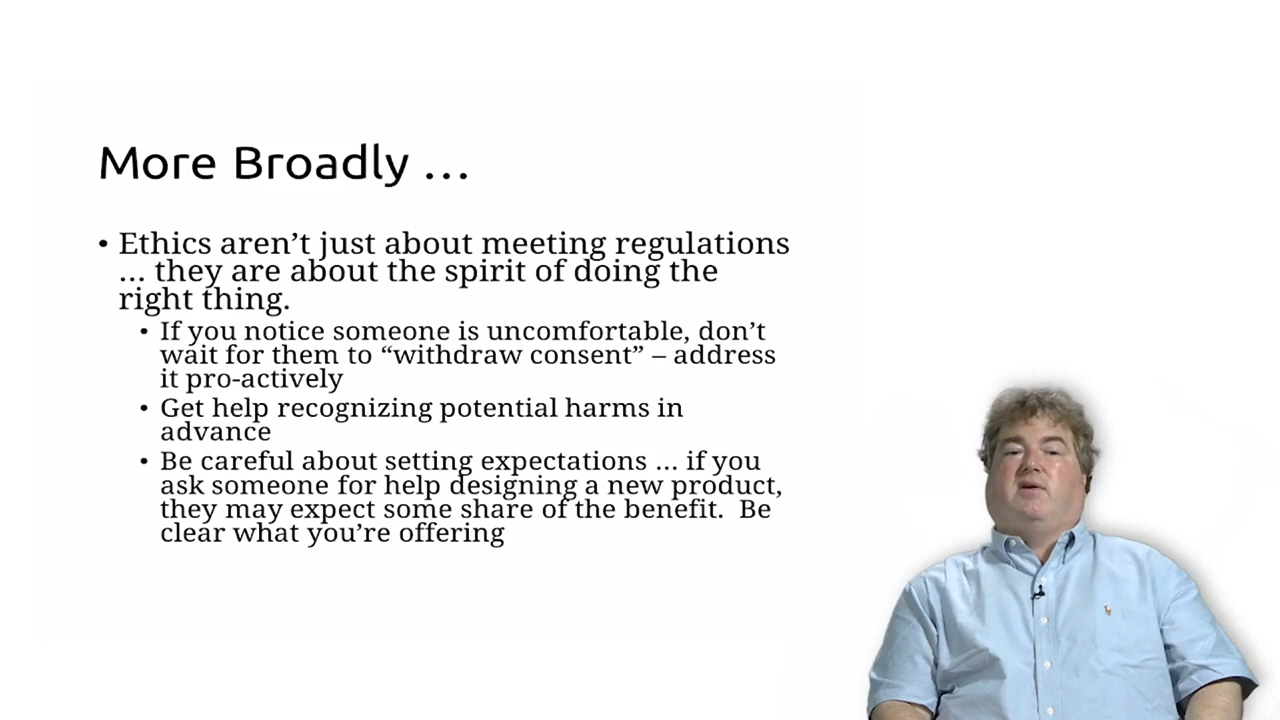 More Broadly …
• Ethics aren’t just about meeting regulations
… they are about the spirit of doing the
right thing.
• If you notice someone is uncomfortable, don’t
wait for them to “withdraw consent” – address
it pro-actively
• Get help recognizing potential harms in
advance
• Be careful about setting expectations … if you
ask someone for help designing a new product,
they may expect some share of the benefit.  Be
clear what you’re offering